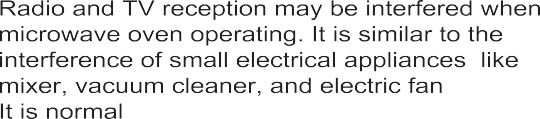 Radio and TV reception may be interfered when
microwave oven operating. It is similar to the
interference of small electrical appliances  like
mixer, vacuum cleaner, and electric fan
It is normal